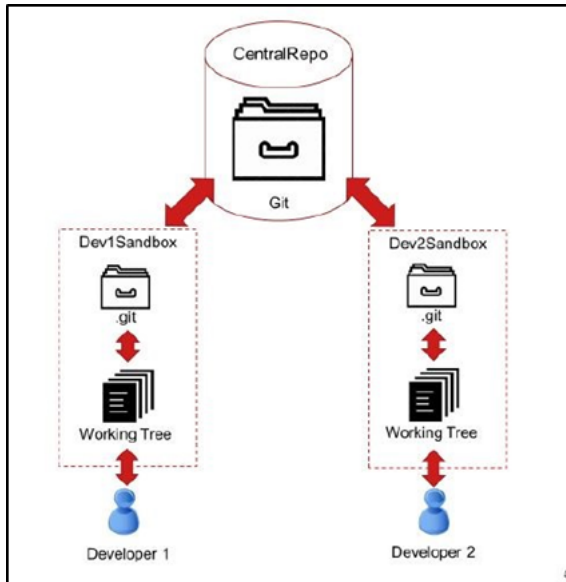 CentralRepo
Git
Dev1Sandbox
Dev2Sandbox
.git
.git
Working Tree
Working Tree
Developer 1
Developer 2